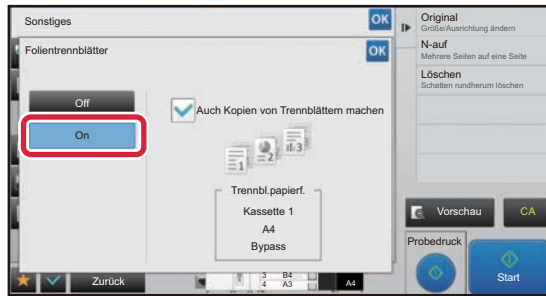 Sonstiges
OK
Folientrennblätter
OK
Off
On
Auch Kopien von Trennblättern machen
1
2
3
Trennbl.papierf.
Kassette 1
A4
Bypass
Zurück
3 B4
4 A3
A4
Original
Größe/Ausrichtung ändern
N-auf
Mehrere Seiten auf eine Seite
Löschen
Schatten rundherum löschen
Vorschau
CA
Probedruck
Start